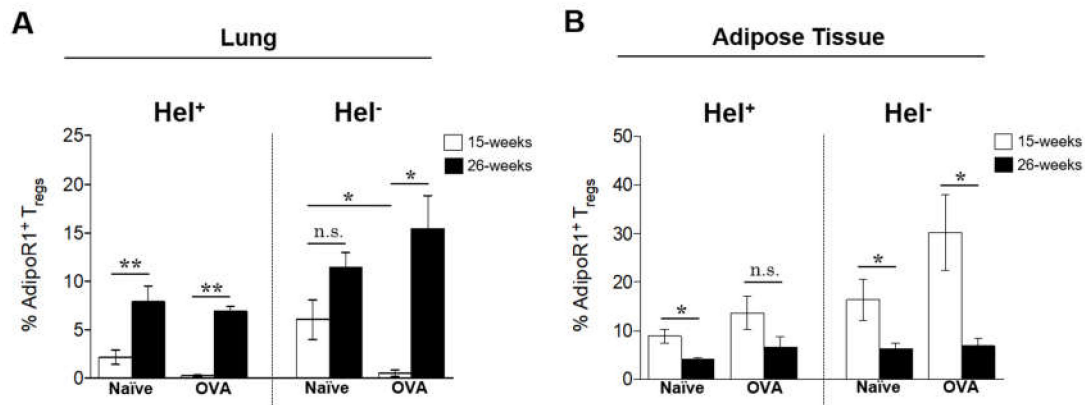 A
Lung
Hel+
Hel-
25
20
15
10
5
0
% AdipoR1+ Tregs
**
**
n.s.
*
*
15-weeks
26-weeks
Naïve
OVA
Naïve
OVA
B
Adipose Tissue
Hel+
Hel-
50
40
30
20
10
0
% AdipoR1+ Tregs
*
n.s.
*
*
15-weeks
26-weeks
Naïve
OVA
Naïve
OVA